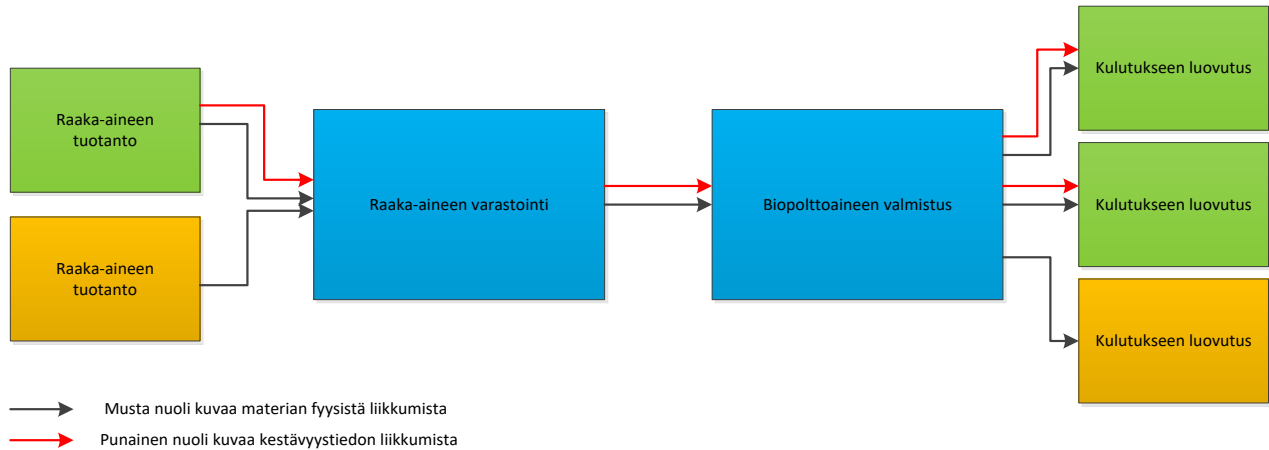 Raaka-aineen
tuotanto
Raaka-aineen
tuotanto
Raaka-aineen varastointi
Biopolttoaineen valmistus
Kulutukseen luovutus
Kulutukseen luovutus
Kulutukseen luovutus
Musta nuoli kuvaa materian fyysistä liikkumista
Punainen nuoli kuvaa kestävyystiedon liikkumista